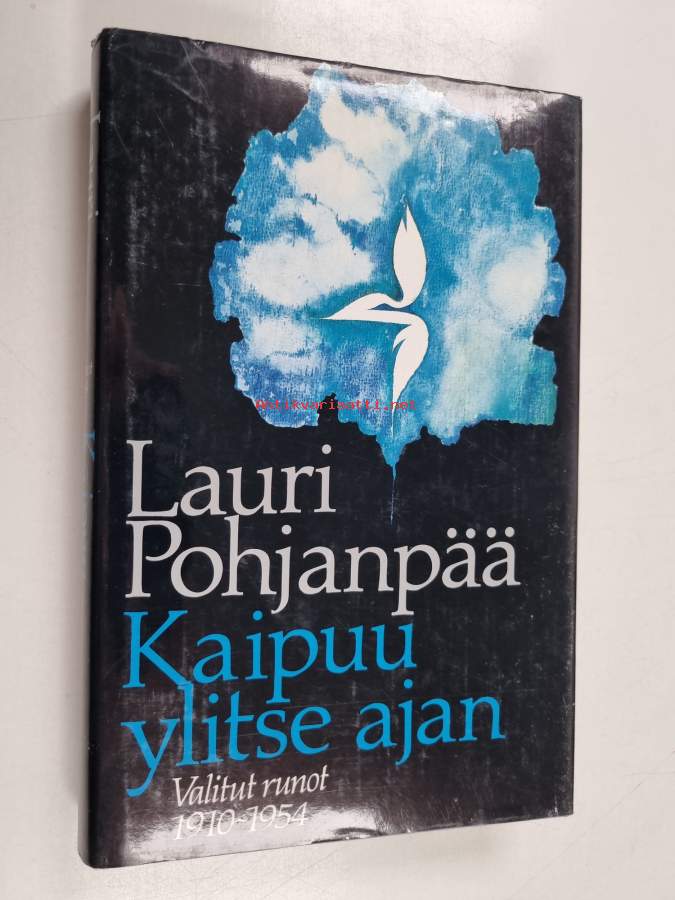 Antikvariaatti.net
Lauri
Pohjanpää
Kaipuu
ylitse ajan
Valitut runot
1910-1954